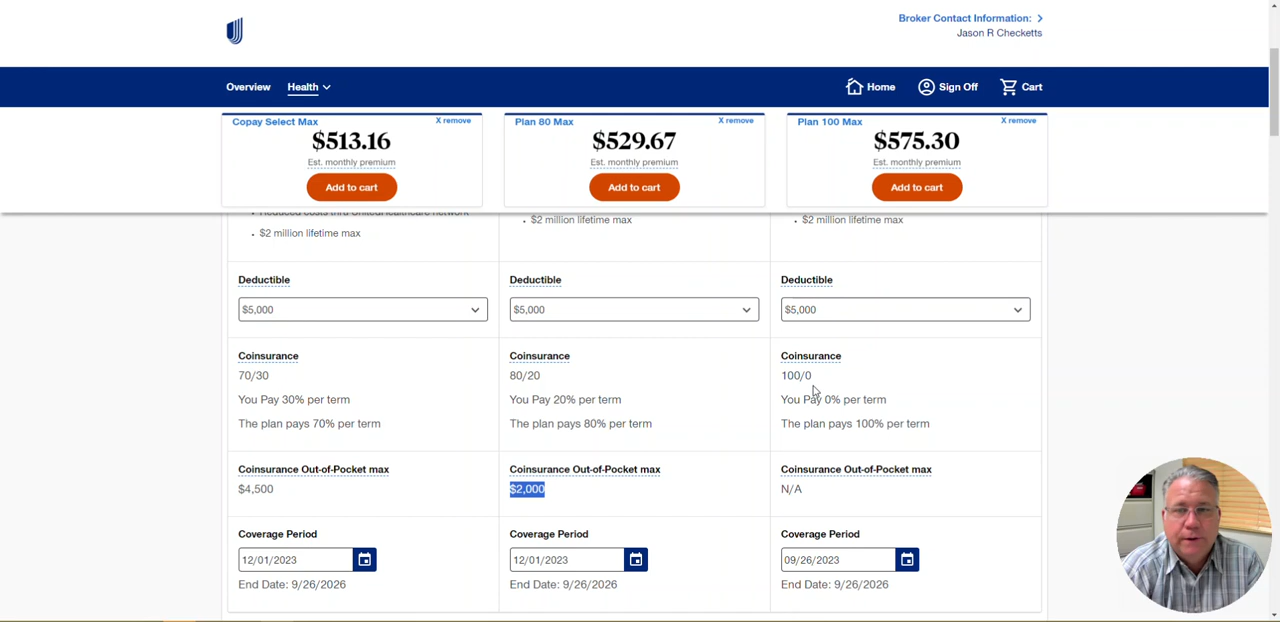 Broker Contact Information:
Jason R Checketts
Overview
Health
Home
Sign Off
Cart
Copay Select Max
X remove
$513.16
Est. monthly premium
Add to cart
Plan 80 Max
X remove
$529.67
Est. monthly premium
Add to cart
Plan 100 Max
X remove
$575.30
Est. monthly premium
Add to cart
Reduced costs thru UnitedHealthcare network
$2 million lifetime max
$2 million lifetime max
$2 million lifetime max
Deductible
$5,000
Deductible
$5,000
Deductible
$5,000
Coinsurance
70/30
You Pay 30% per term
The plan pays 70% per term
Coinsurance
80/20
You Pay 20% per term
The plan pays 80% per term
Coinsurance
100/0
You Pay 0% per term
The plan pays 100% per term
Coinsurance Out-of-Pocket max
$4,500
Coinsurance Out-of-Pocket max
$2,000
Coinsurance Out-of-Pocket max
N/A
Coverage Period
12/01/2023
End Date: 9/26/2026
Coverage Period
12/01/2023
End Date: 9/26/2026
Coverage Period
09/26/2023
End Date: 9/26/2026